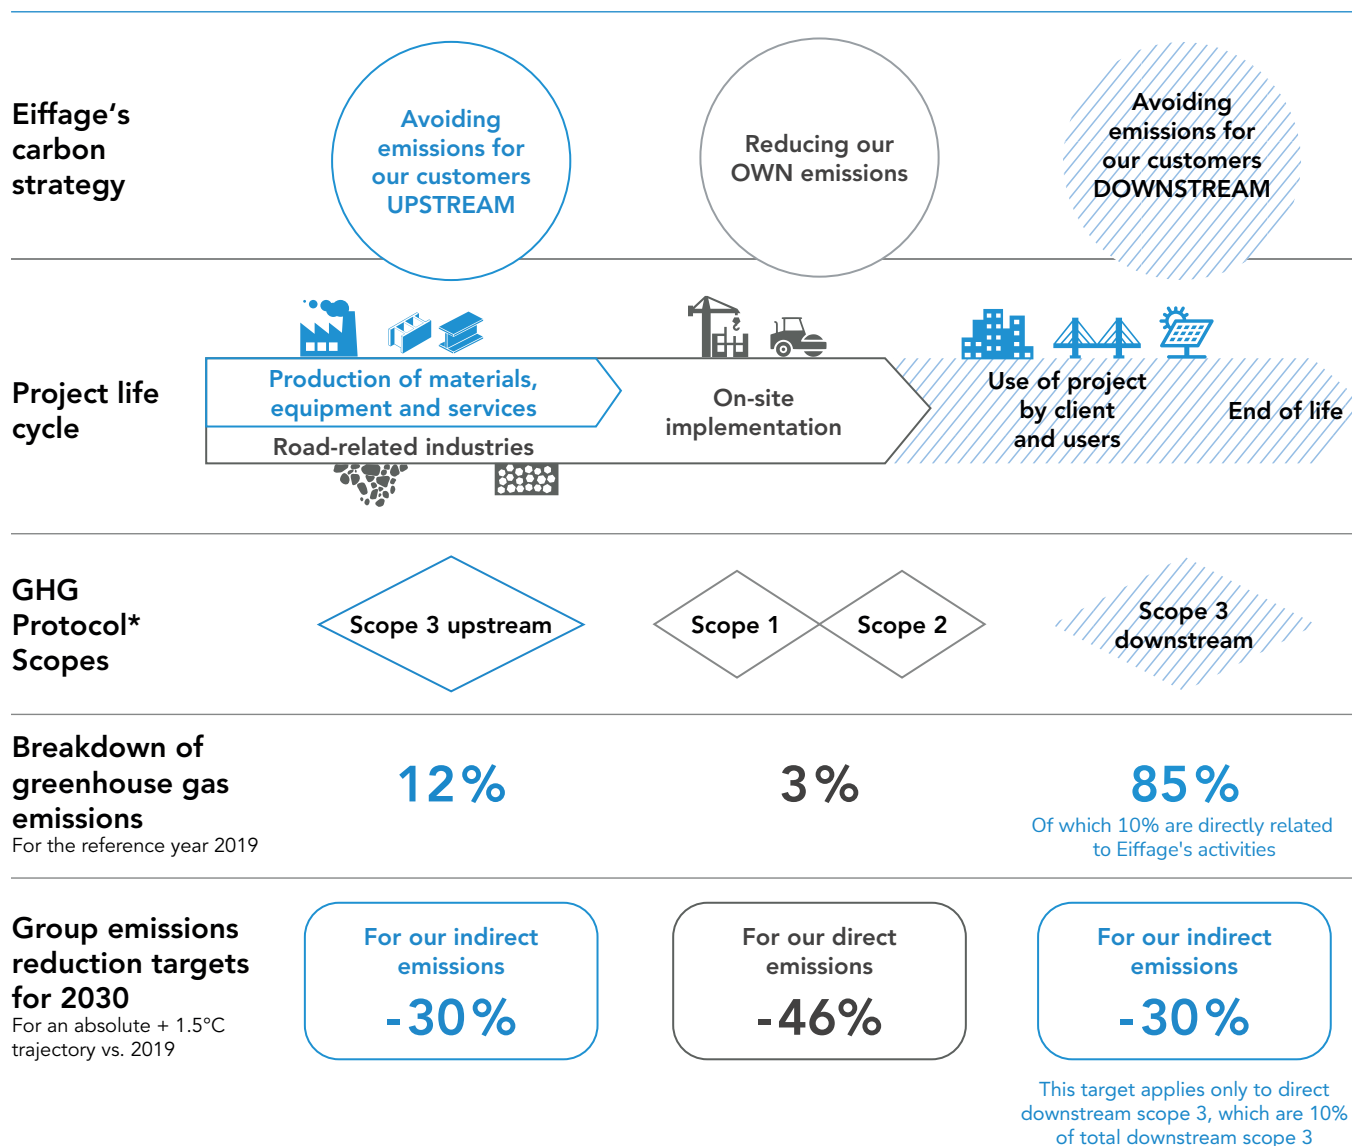 Eiffage's
carbon
strategy
Avoiding
emissions for
our customers
UPSTREAM
Reducing our
OWN emissions
Avoiding
emissions for
our customers
DOWNSTREAM
Project life
cycle
Production of materials,
equipment and services
Road-related industries
On-site
implementation
Use of project
by client
and users
End of life
GHG
Protocol*
Scopes
Scope 3 upstream
Scope 1
Scope 2
Scope 3
downstream
Breakdown of
greenhouse gas
emissions
For the reference year 2019
12%
3%
85%
Of which 10% are directly related
to Eiffage's activities
Group emissions
reduction targets
for 2030
For an absolute + 1.5°C
trajectory vs. 2019
For our indirect
emissions
-30%
For our direct
emissions
-46%
For our indirect
emissions
-30%
This target applies only to direct
downstream scope 3, which are 10%
of total downstream scope 3